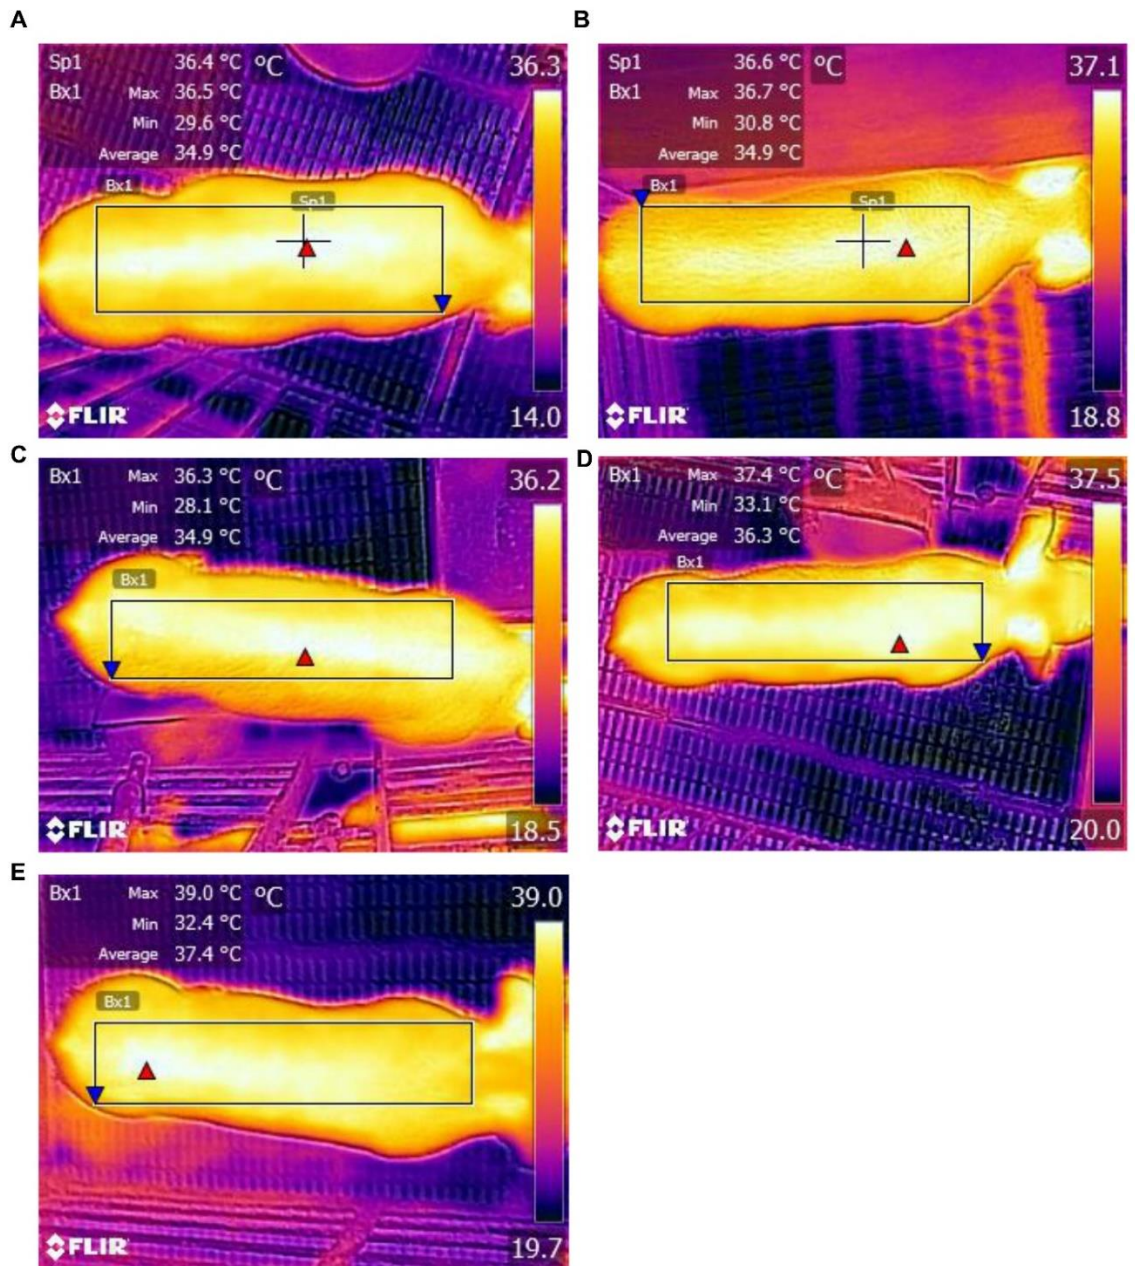 A
Sp1 36.4 °C °C 36.3
Bx1 Max 36.5 °C
Min 29.6 °C
Average 34.9 °C
Bx1
Sp1
FLIR 14.0
B
Sp1 36.6 °C °C 37.1
Bx1 Max 36.7 °C
Min 30.8 °C
Average 34.9 °C
Bx1
Sp1
FLIR 18.8
C
Bx1 Max 36.3 °C °C 36.2
Min 28.1 °C
Average 34.9 °C
Bx1
FLIR 18.5
D
Bx1 Max 37.4 °C °C 37.5
Min 33.1 °C
Average 36.3 °C
Bx1
FLIR 20.0
E
Bx1 Max 39.0 °C °C 39.0
Min 32.4 °C
Average 37.4 °C
Bx1
FLIR 19.7